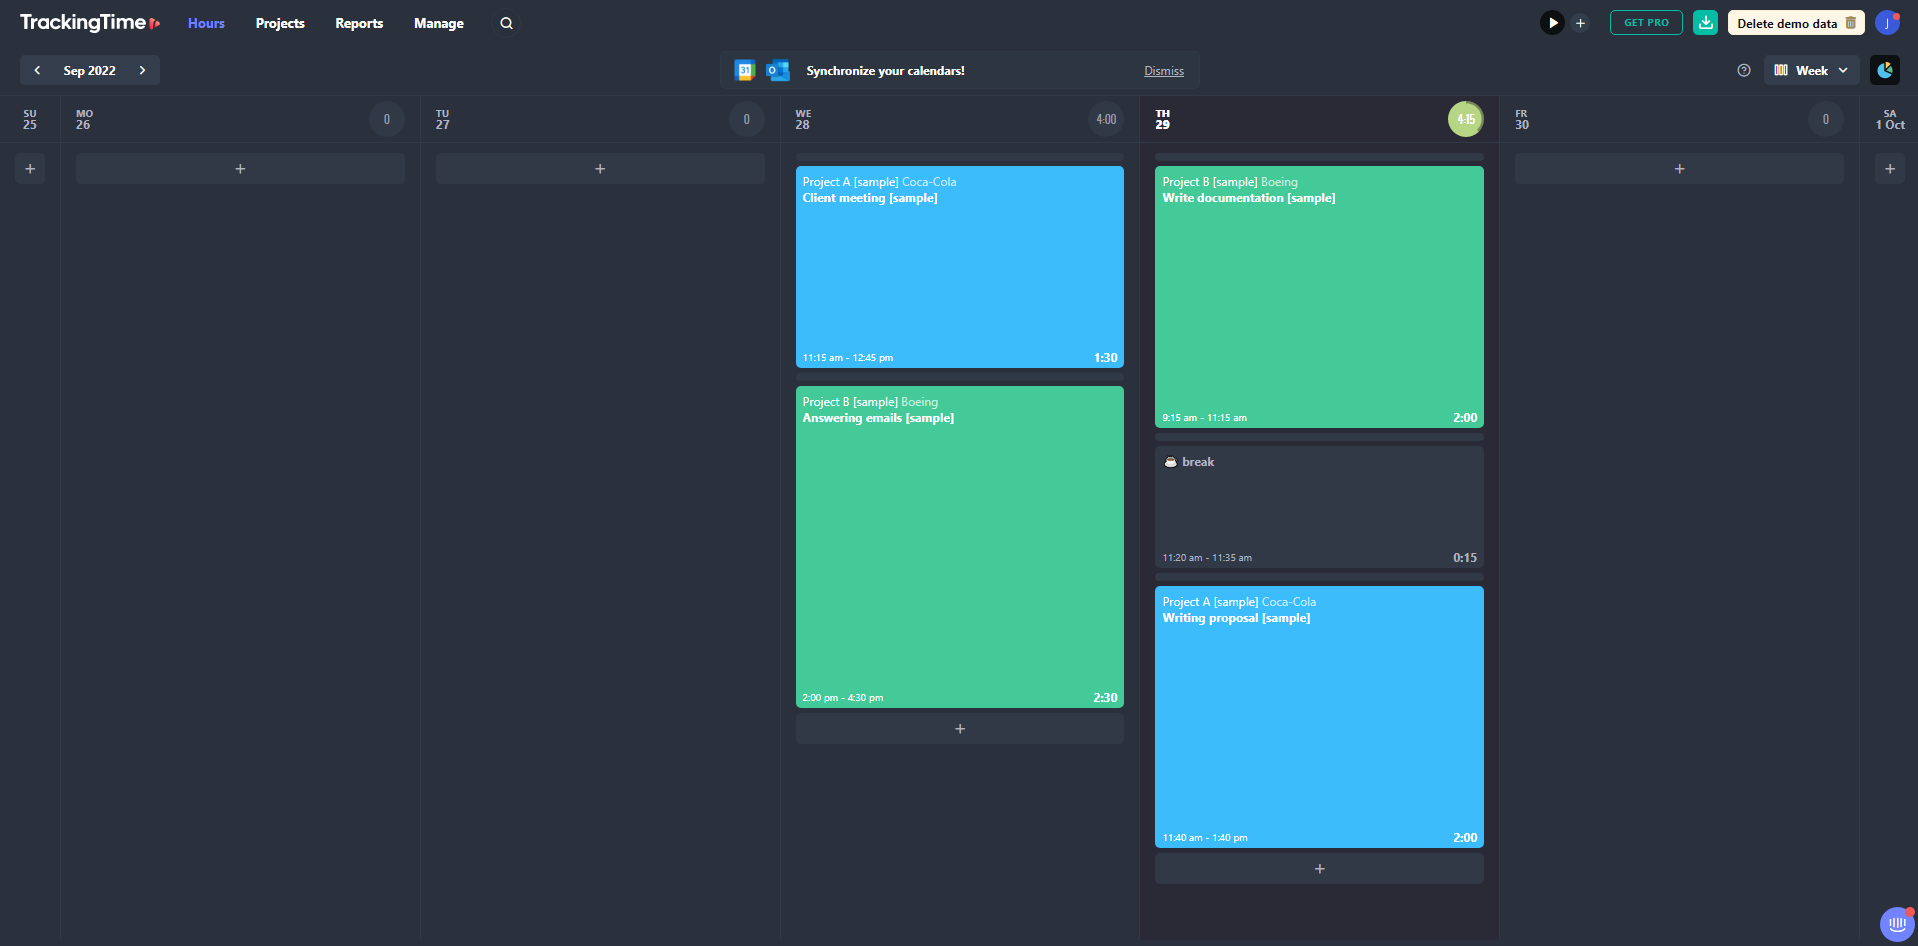 TrackingTime
Hours Projects Reports Manage
GET PRO
Delete demo data
J
Sep 2022
31
O
Synchronize your calendars!
Dismiss
Week
SU
25
MO
26
0
TU
27
0
WE
28
4:00
TH
29
4:15
FR
30
0
SA
1 Oct
Project A [sample] Coca-Cola
Client meeting [sample]
11:15 am - 12:45 pm 1:30
Project B [sample] Boeing
Answering emails [sample]
2:00 pm - 4:30 pm 2:30
Project B [sample] Boeing
Write documentation [sample]
9:15 am - 11:15 am 2:00
break
11:20 am - 11:35 am 0:15
Project A [sample] Coca-Cola
Writing proposal [sample]
11:40 am - 1:40 pm 2:00